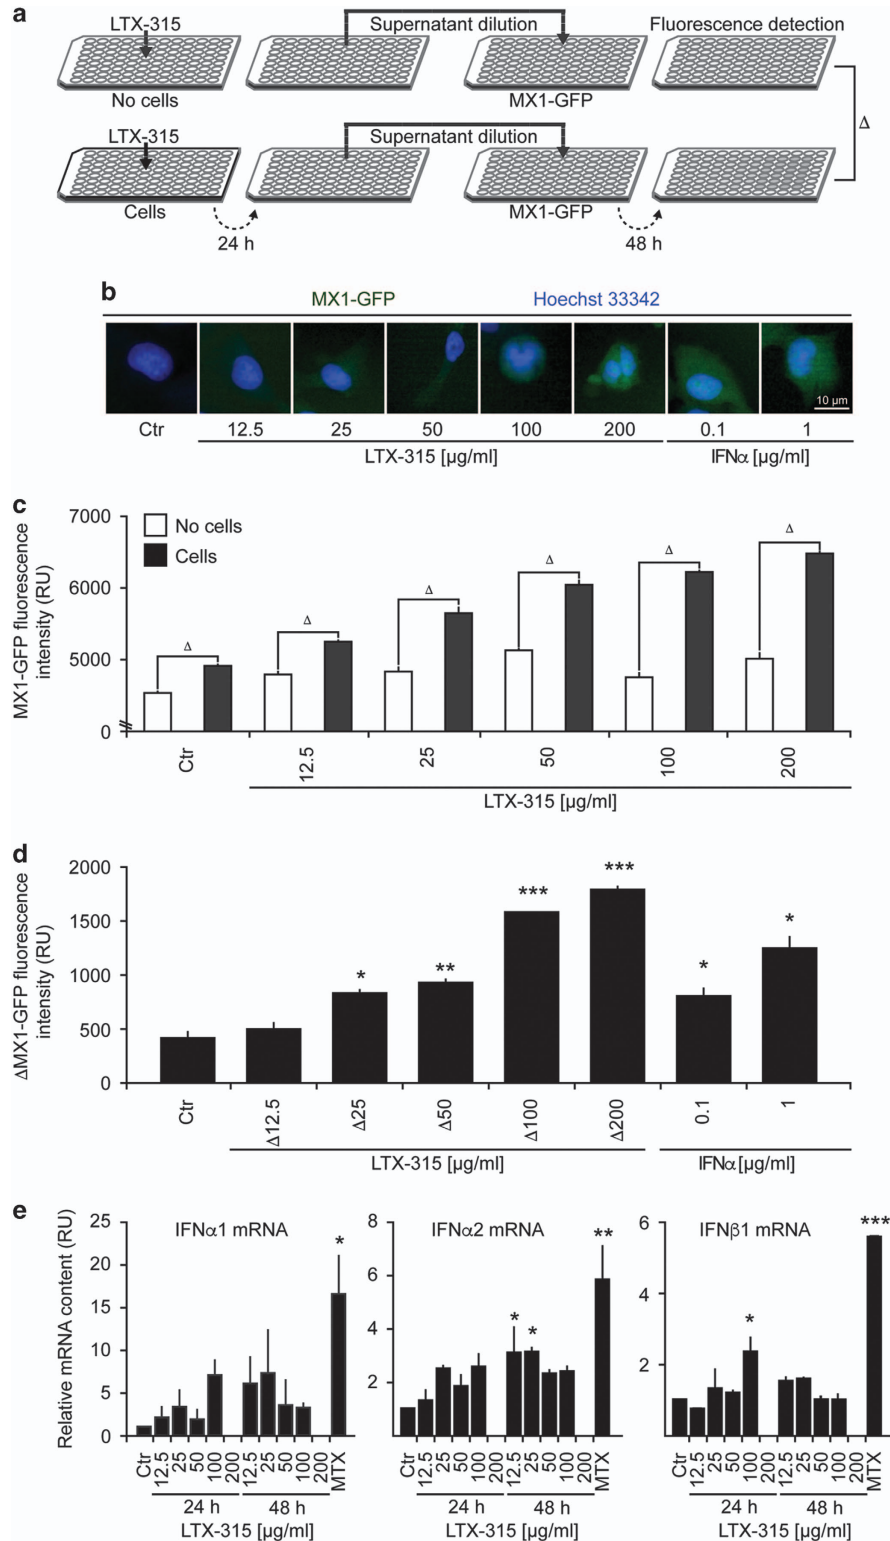 a
LTX-315 Supernatant dilution Fluorescence detection
No cells MX1-GFP
Δ
LTX-315 Supernatant dilution
Cells MX1-GFP
24 h 48 h
b
MX1-GFP Hoechst 33342
10 µm
Ctr 12.5 25 50 100 200 0.1 1
LTX-315 [µg/ml] IFNα [µg/ml]
c
MX1-GFP fluorescence
intensity (RU)
7000
6000
5000
0
No cells
Cells
Δ Δ Δ Δ Δ Δ
Ctr 12.5 25 50 100 200
LTX-315 [µg/ml]
d
ΔMX1-GFP fluorescence
intensity (RU)
2000
1500
1000
500
0
* ** *** *** * *
Ctr Δ12.5 Δ25 Δ50 Δ100 Δ200 0.1 1
LTX-315 [µg/ml] IFNα [µg/ml]
e
Relative mRNA content (RU)
IFNα1 mRNA
25
20
15
10
5
0
*
Ctr 12.5 25 50 100 200 12.5 25 50 100 200 MTX
24 h 48 h
LTX-315 [µg/ml]
IFNα2 mRNA
8
6
4
2
* * **
Ctr 12.5 25 50 100 200 12.5 25 50 100 200 MTX
24 h 48 h
LTX-315 [µg/ml]
IFNβ1 mRNA
6
4
2
* ***
Ctr 12.5 25 50 100 200 12.5 25 50 100 200 MTX
24 h 48 h
LTX-315 [µg/ml]